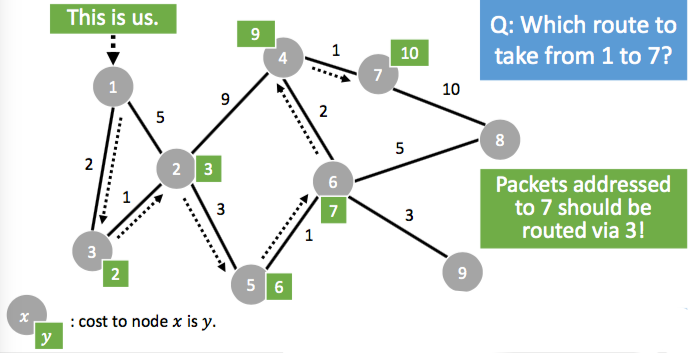 This is us.
Q: Which route to
take from 1 to 7?
9
4
1
7
10
1
5
9
2
10
8
2
2
3
5
6
7
1
3
3
2
3
1
5
6
9
Packets addressed
to 7 should be
routed via 3!
x
y
: cost to node x is y.